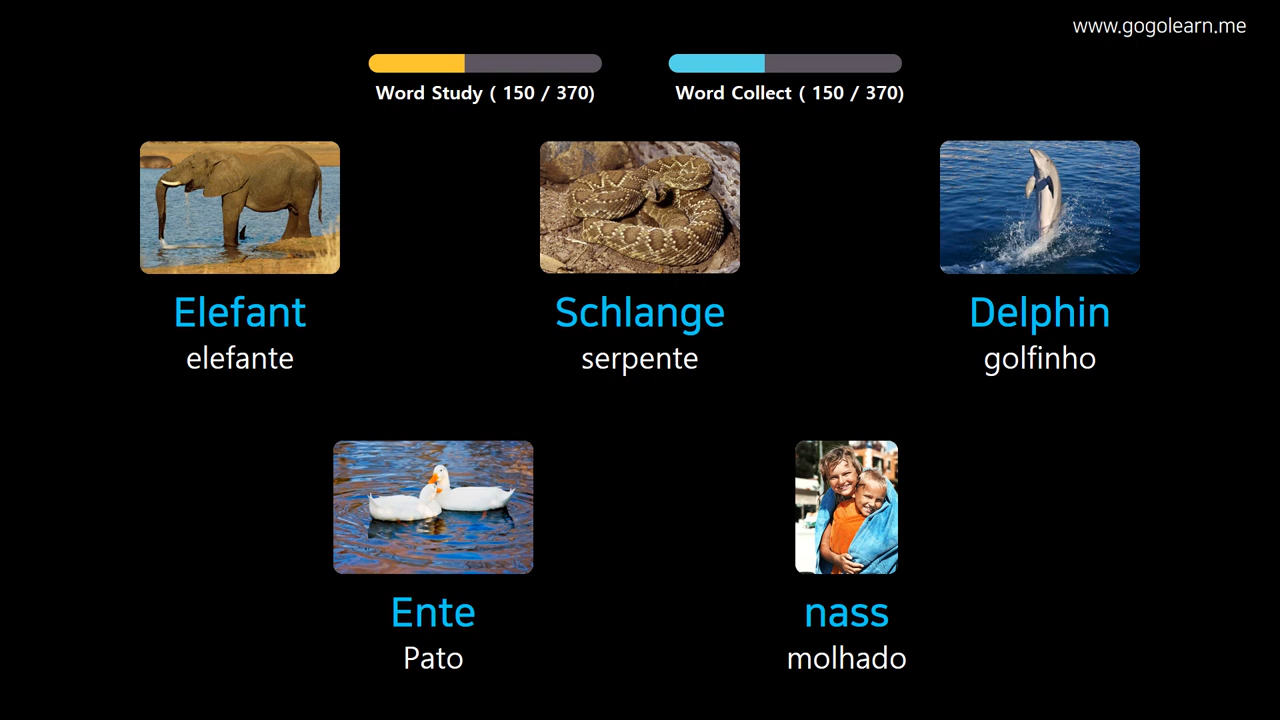 www.gogolearn.me
Word Study ( 150 / 370)
Word Collect ( 150 / 370)
Elefant
elefante
Schlange
serpente
Delphin
golfinho
Ente
Pato
nass
molhado